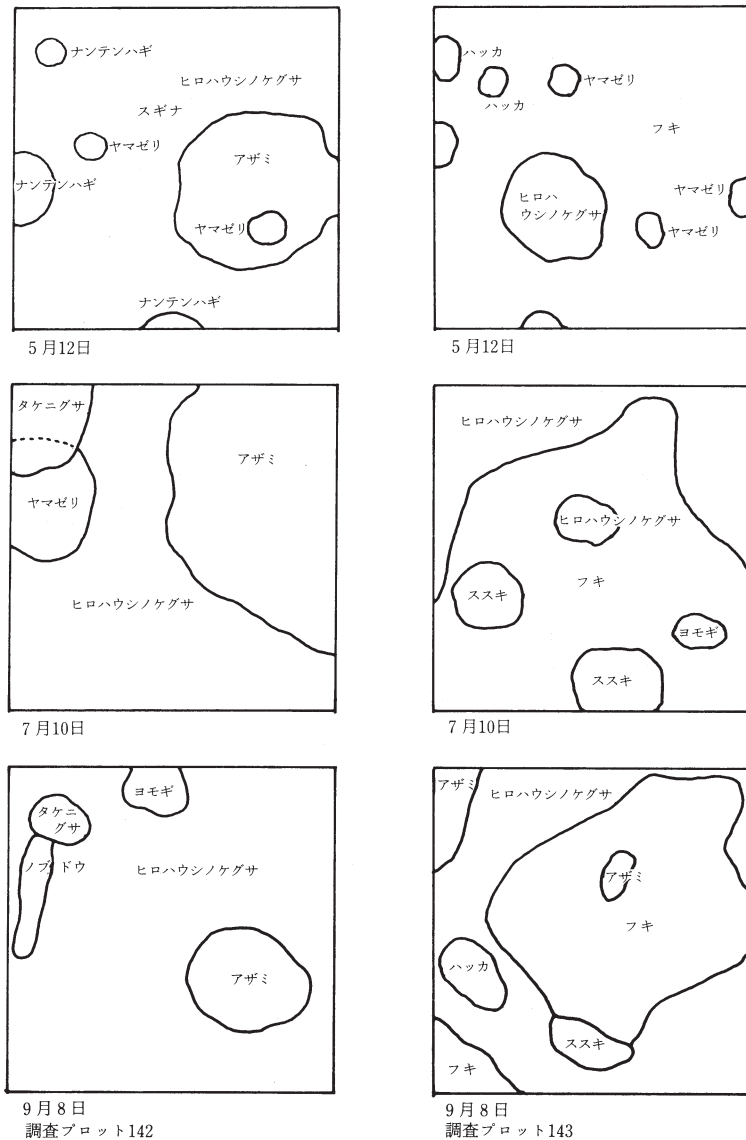 ナンテンハギ
ヒロハウシノケグサ
スギナ
ヤマゼリ
アザミ
ナンテンハギ
ヤマゼリ
ナンテンハギ
5月12日
ハッカ
ハッカ
ヤマゼリ
フキ
ヒロハ
ウシノケグサ
ヤマゼリ
ヤマゼリ
5月12日
タケニグサ
アザミ
ヤマゼリ
ヒロハウシノケグサ
7月10日
ヒロハウシノケグサ
ヒロハウシノケグサ
ススキ
フキ
ヨモギ
ススキ
7月10日
ヨモギ
タケニ
グサ
ノブドウ
ヒロハウシノケグサ
アザミ
9月8日
調査プロット142
アザミ
ヒロハウシノケグサ
アザミ
フキ
ハッカ
ススキ
フキ
9月8日
調査プロット143